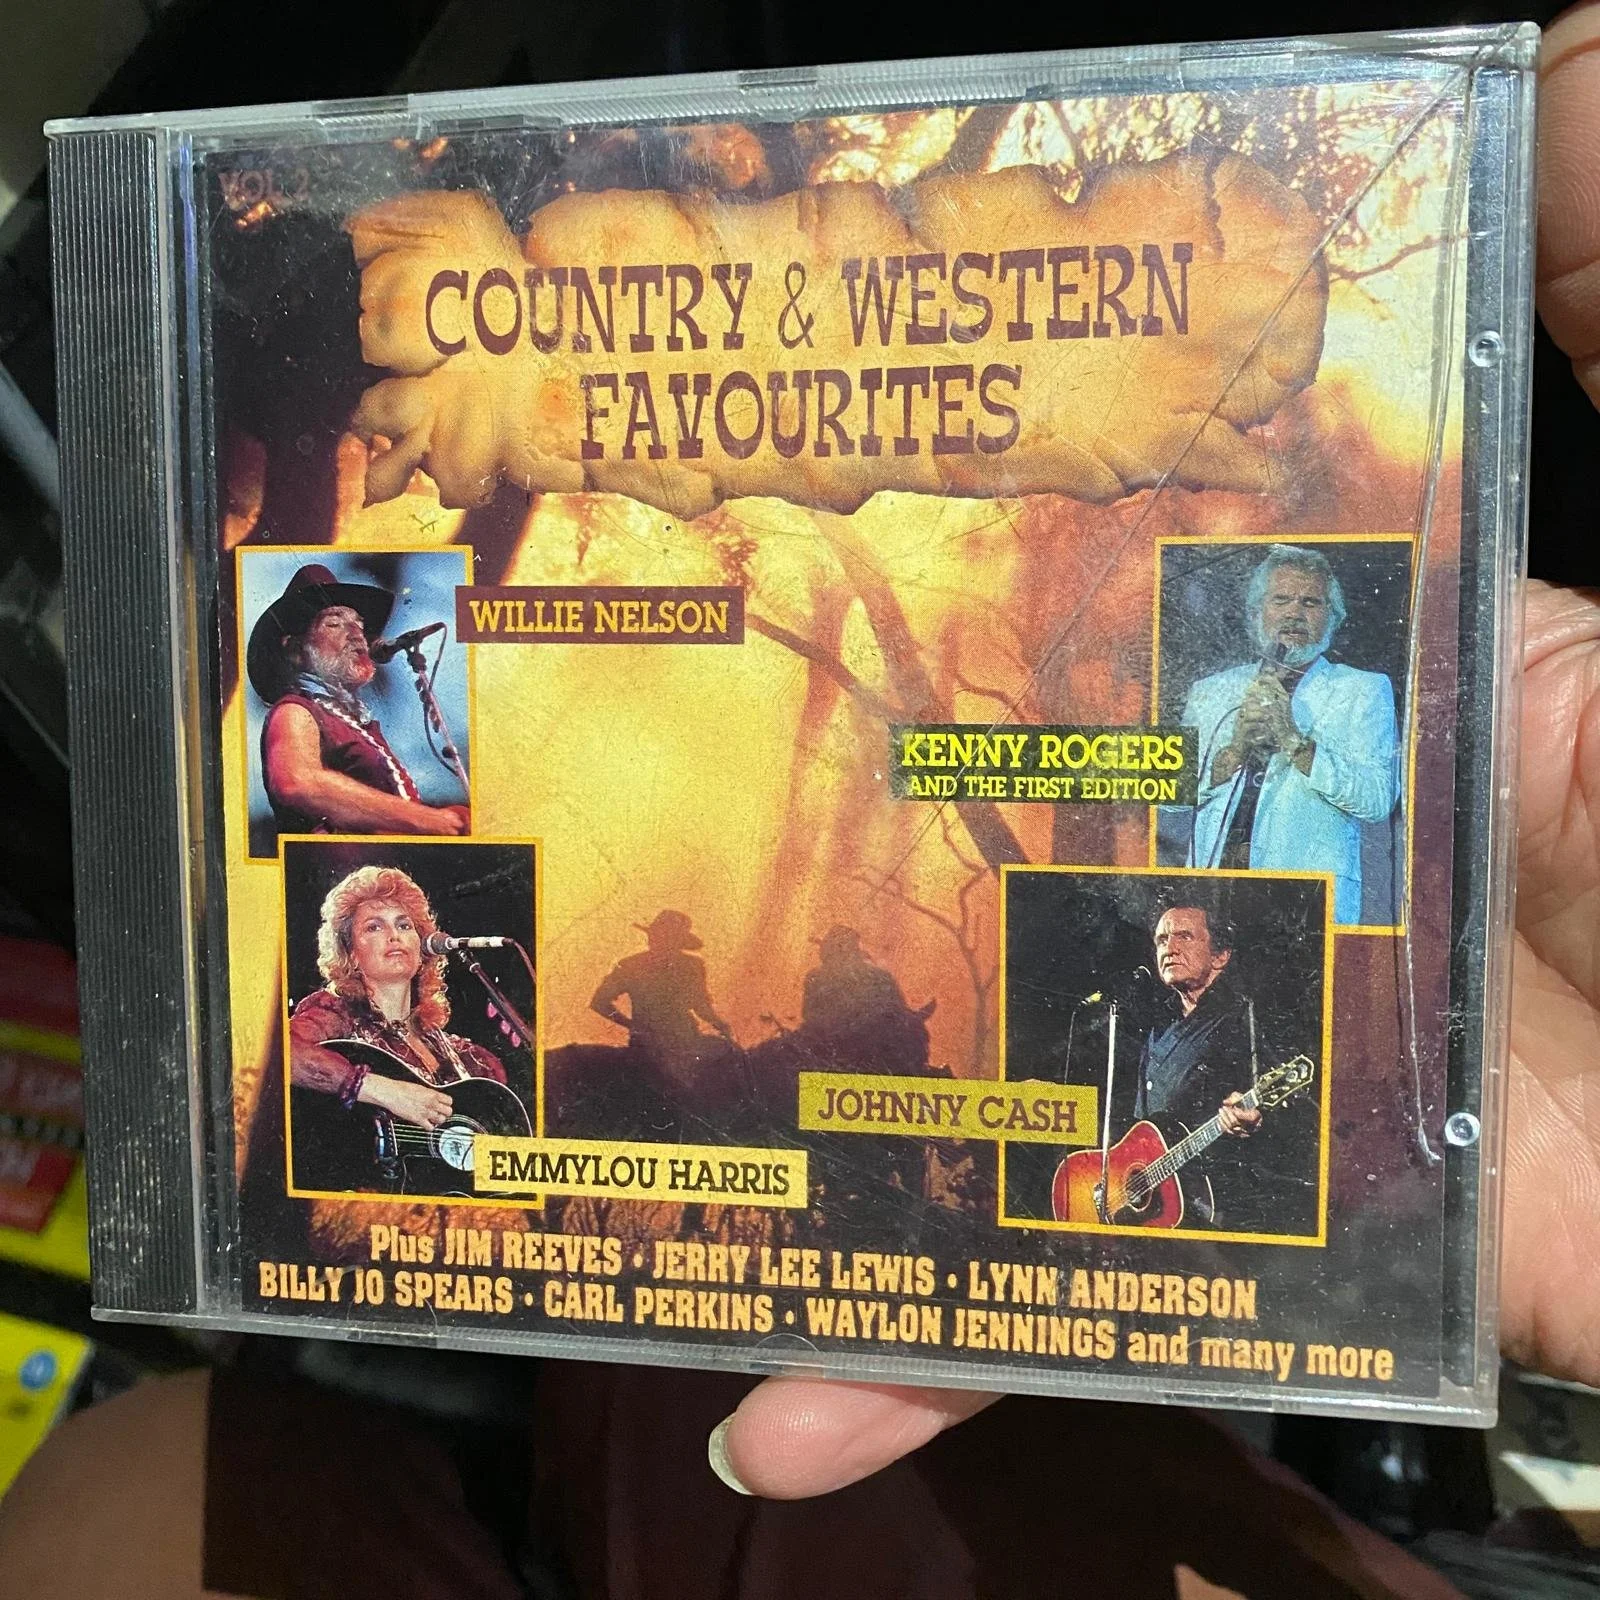 VOL 2
COUNTRY & WESTERN
FAVOURITES
WILLIE NELSON
KENNY ROGERS
AND THE FIRST EDITION
JOHNNY CASH
EMMYLOU HARRIS
Plus JIM REEVES • JERRY LEE LEWIS • LYNN ANDERSON
BILLY JO SPEARS • CARL PERKINS • WAYLON JENNINGS and many more